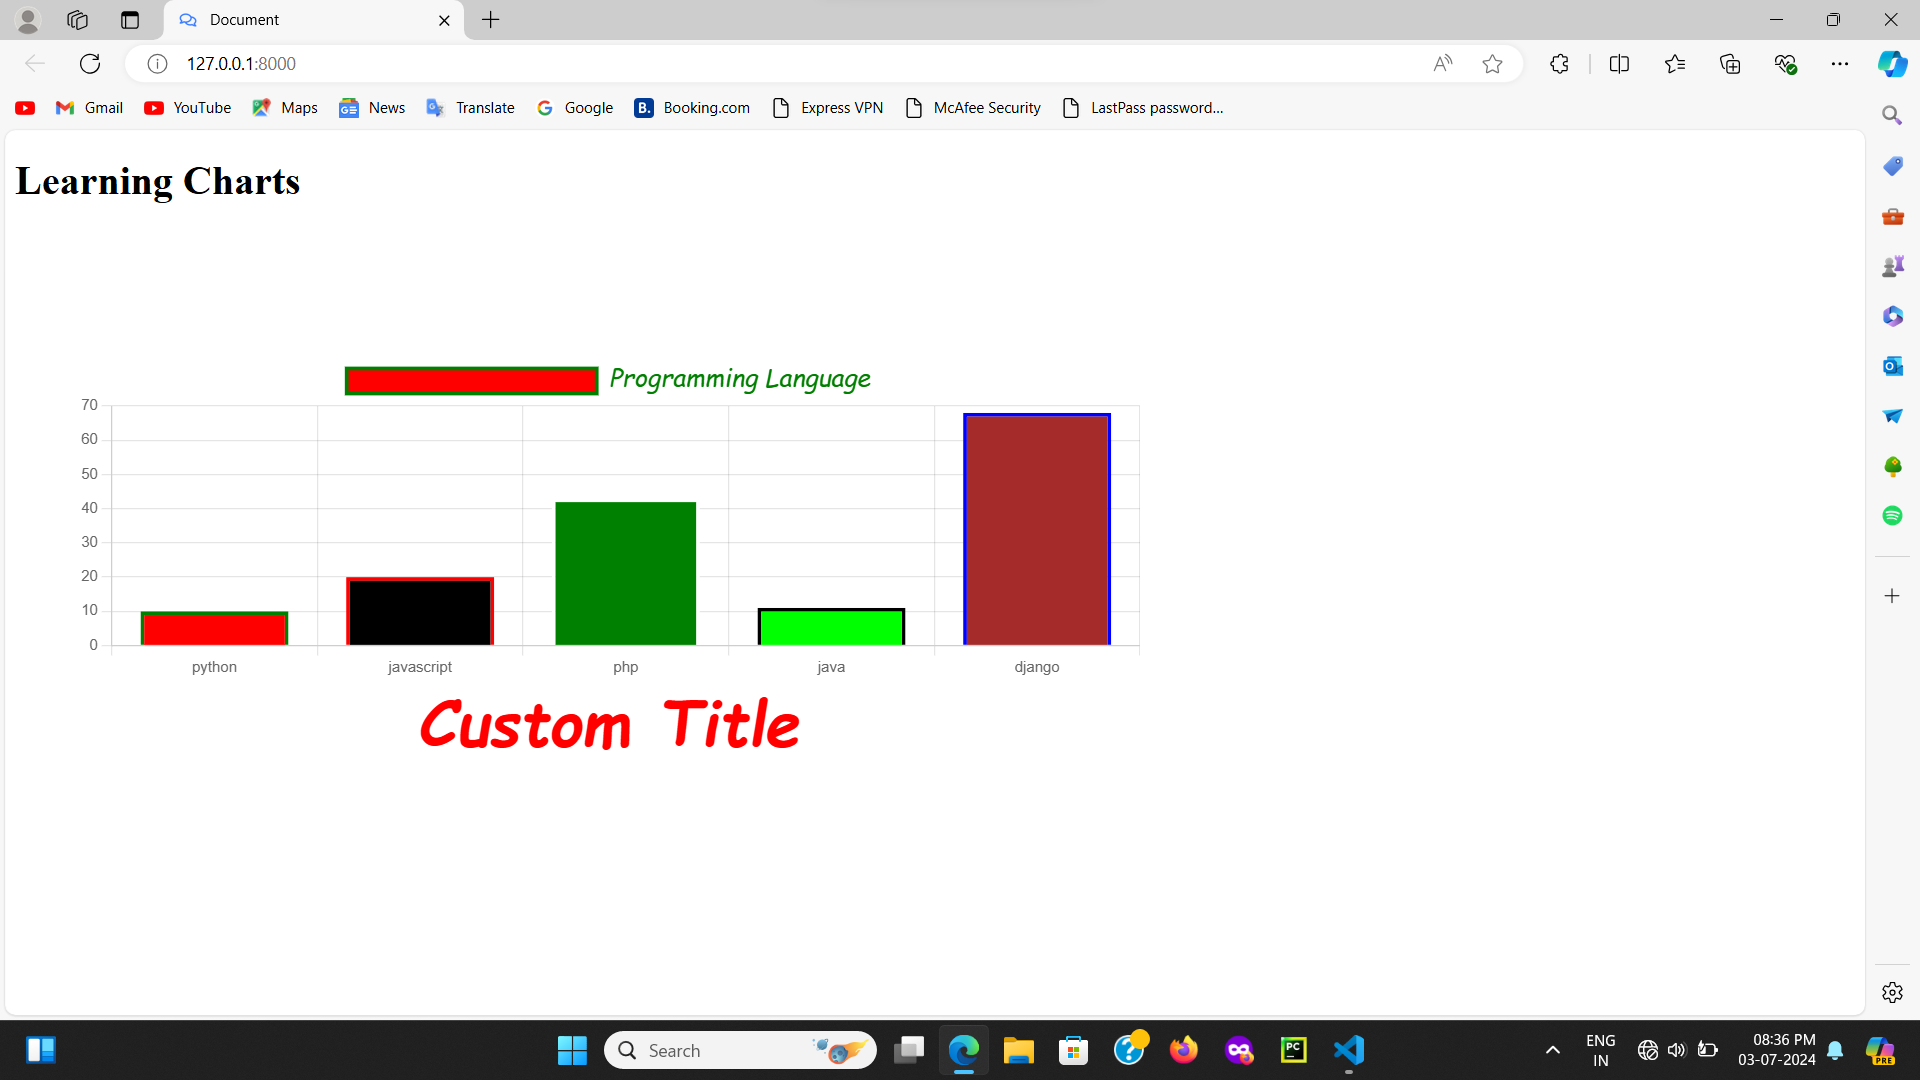 Document
127.0.0.1:8000
Gmail YouTube Maps News Translate Google Booking.com Express VPN McAfee Security LastPass password...
Learning Charts
Programming Language
70
60
50
40
30
20
10
0
python javascript php java django
Custom Title
Search
ENG
IN
08:36 PM
03-07-2024
PRE